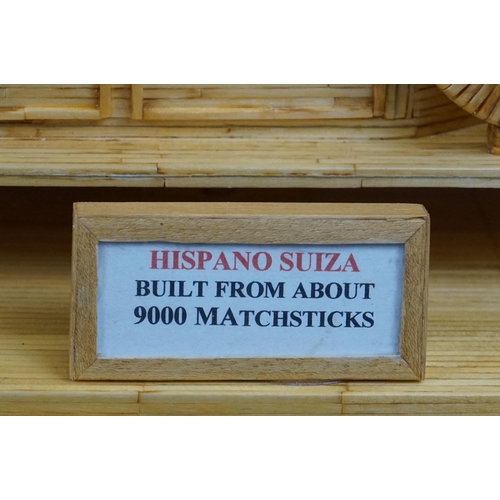 HISPANO SUIZA
BUILT FROM ABOUT
9000 MATCHSTICKS